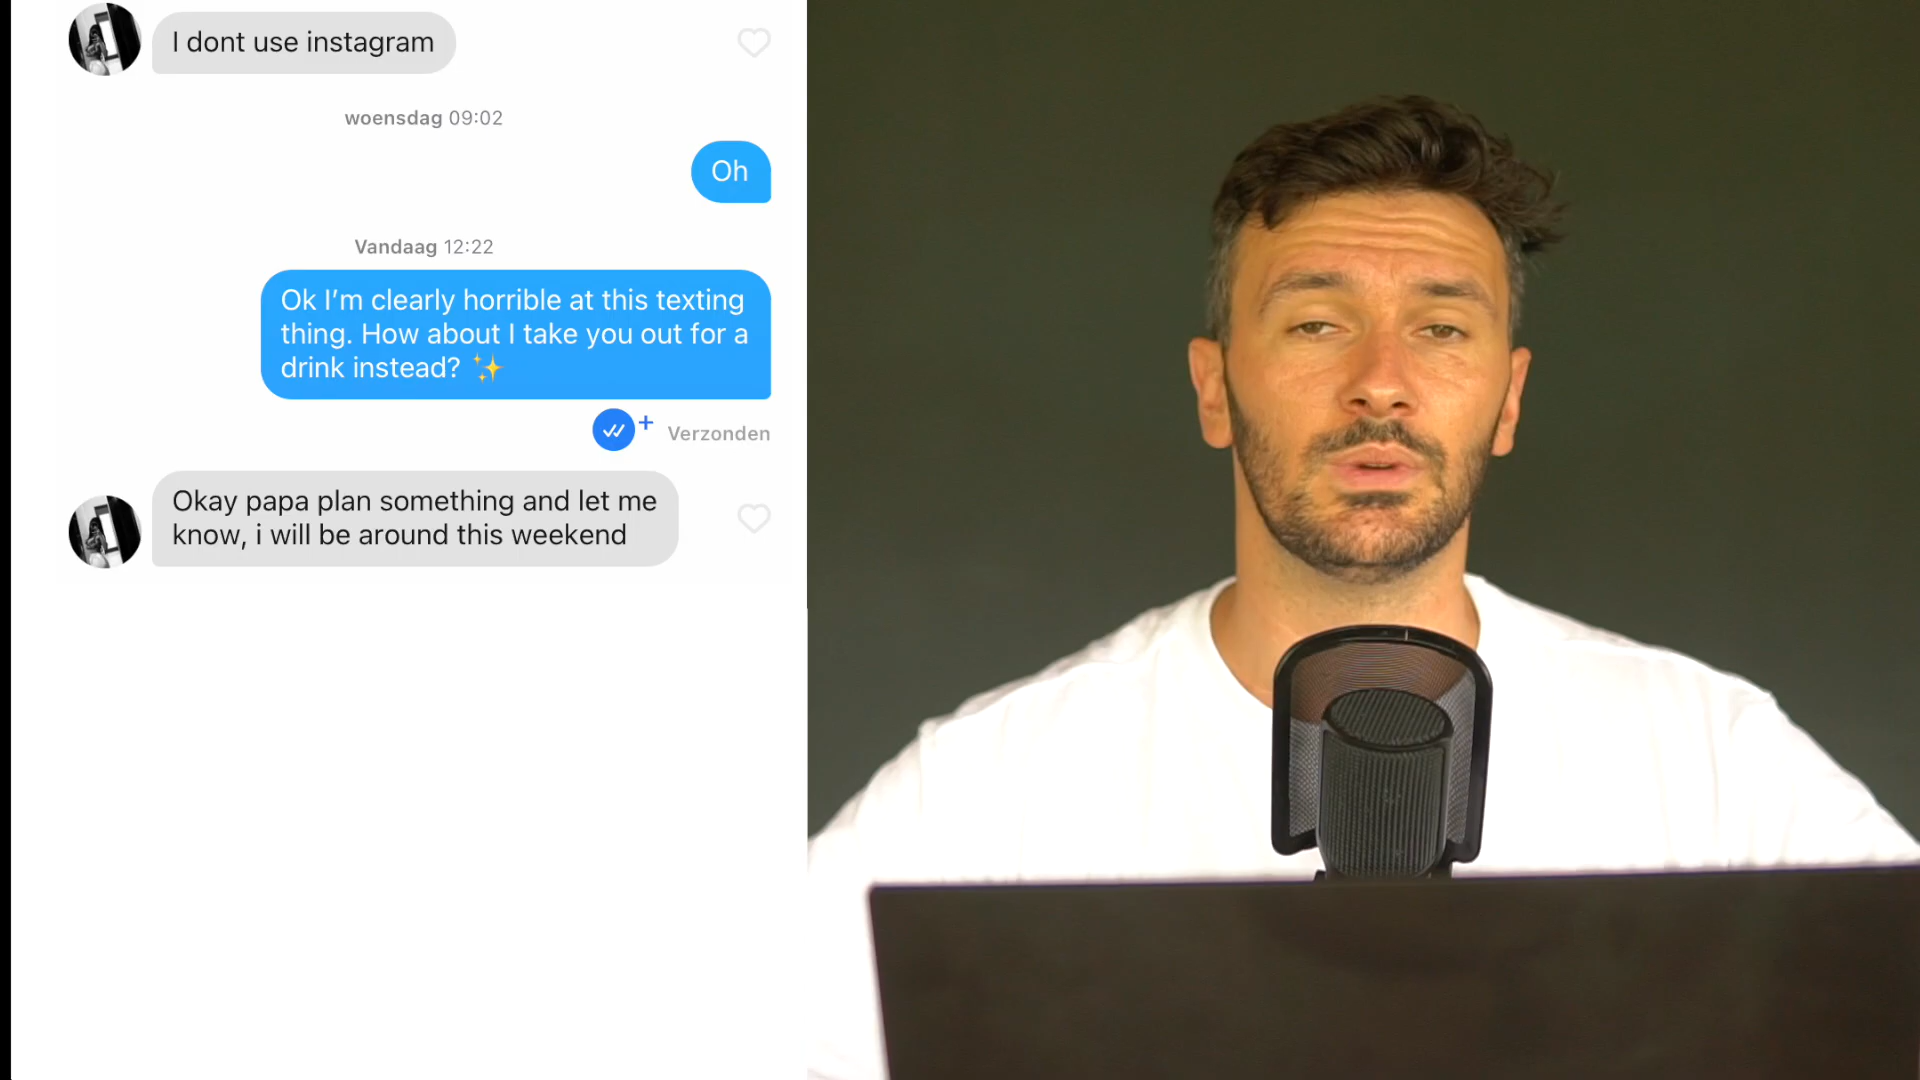 I dont use instagram
woensdag 09:02
Oh
Vandaag 12:22
Ok I’m clearly horrible at this texting
thing. How about I take you out for a
drink instead? ✨
Verzonden
Okay papa plan something and let me
know, i will be around this weekend